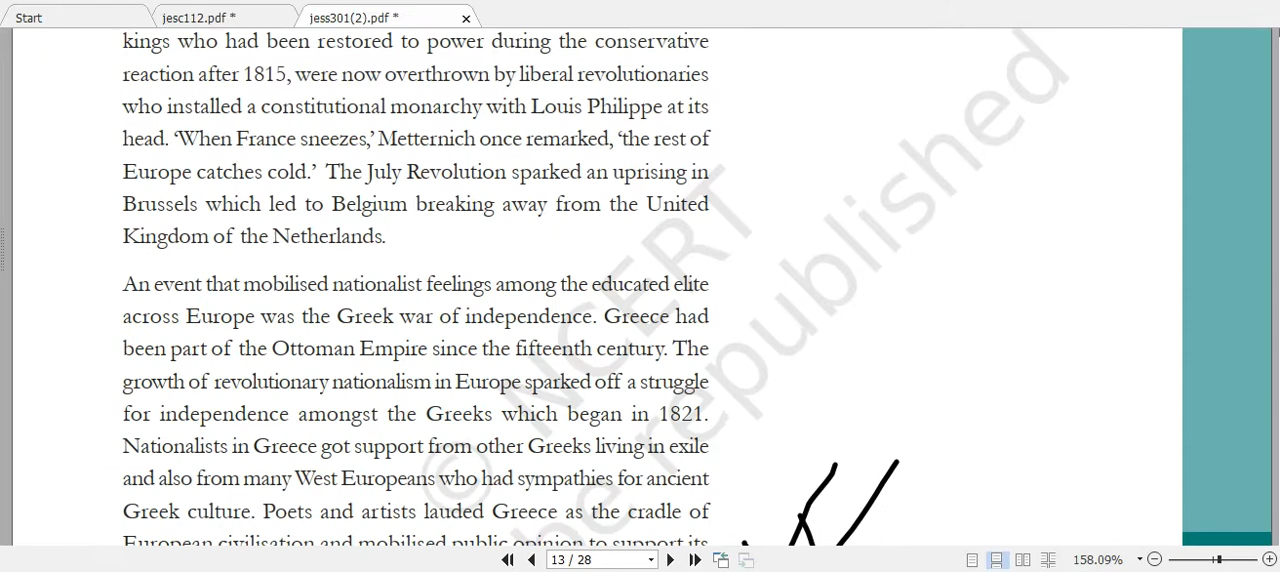 Start
jesc112.pdf *
jess301(2).pdf *
kings who had been restored to power during the conservative
reaction after 1815, were now overthrown by liberal revolutionaries
who installed a constitutional monarchy with Louis Philippe at its
head. ‘When France sneezes,’ Metternich once remarked, ‘the rest of
Europe catches cold.’ The July Revolution sparked an uprising in
Brussels which led to Belgium breaking away from the United
Kingdom of the Netherlands.
An event that mobilised nationalist feelings among the educated elite
across Europe was the Greek war of independence. Greece had
been part of the Ottoman Empire since the fifteenth century. The
growth of revolutionary nationalism in Europe sparked off a struggle
for independence amongst the Greeks which began in 1821.
Nationalists in Greece got support from other Greeks living in exile
and also from many West Europeans who had sympathies for ancient
Greek culture. Poets and artists lauded Greece as the cradle of
European civilisation and mobilised public opinion to support its
© NCERT
be republished
13 / 28
158.09%